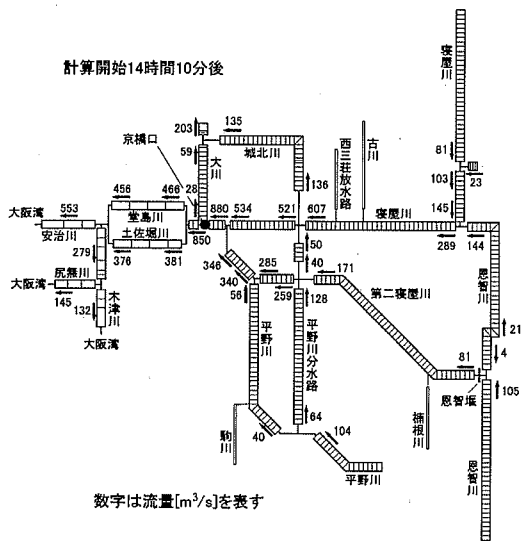 計算開始14時間10分後
寝屋川
203
135
城北川
京橋口
大川
59
西三荘放水路
古川
81
23
103
136
28
456
466
堂島川
880
534
521
607
寝屋川
145
大阪湾
553
安治川
土佐堀川
850
289
144
376
381
50
40
279
346
340
285
259
171
恩智川
大阪湾
尻無川
145
132
木津川
大阪湾
56
128
第二寝屋川
平野川
平野川分水路
21
4
81
恩智堰
105
64
楠根川
駒川
40
104
平野川
恩智川
数字は流量[m³/s]を表す